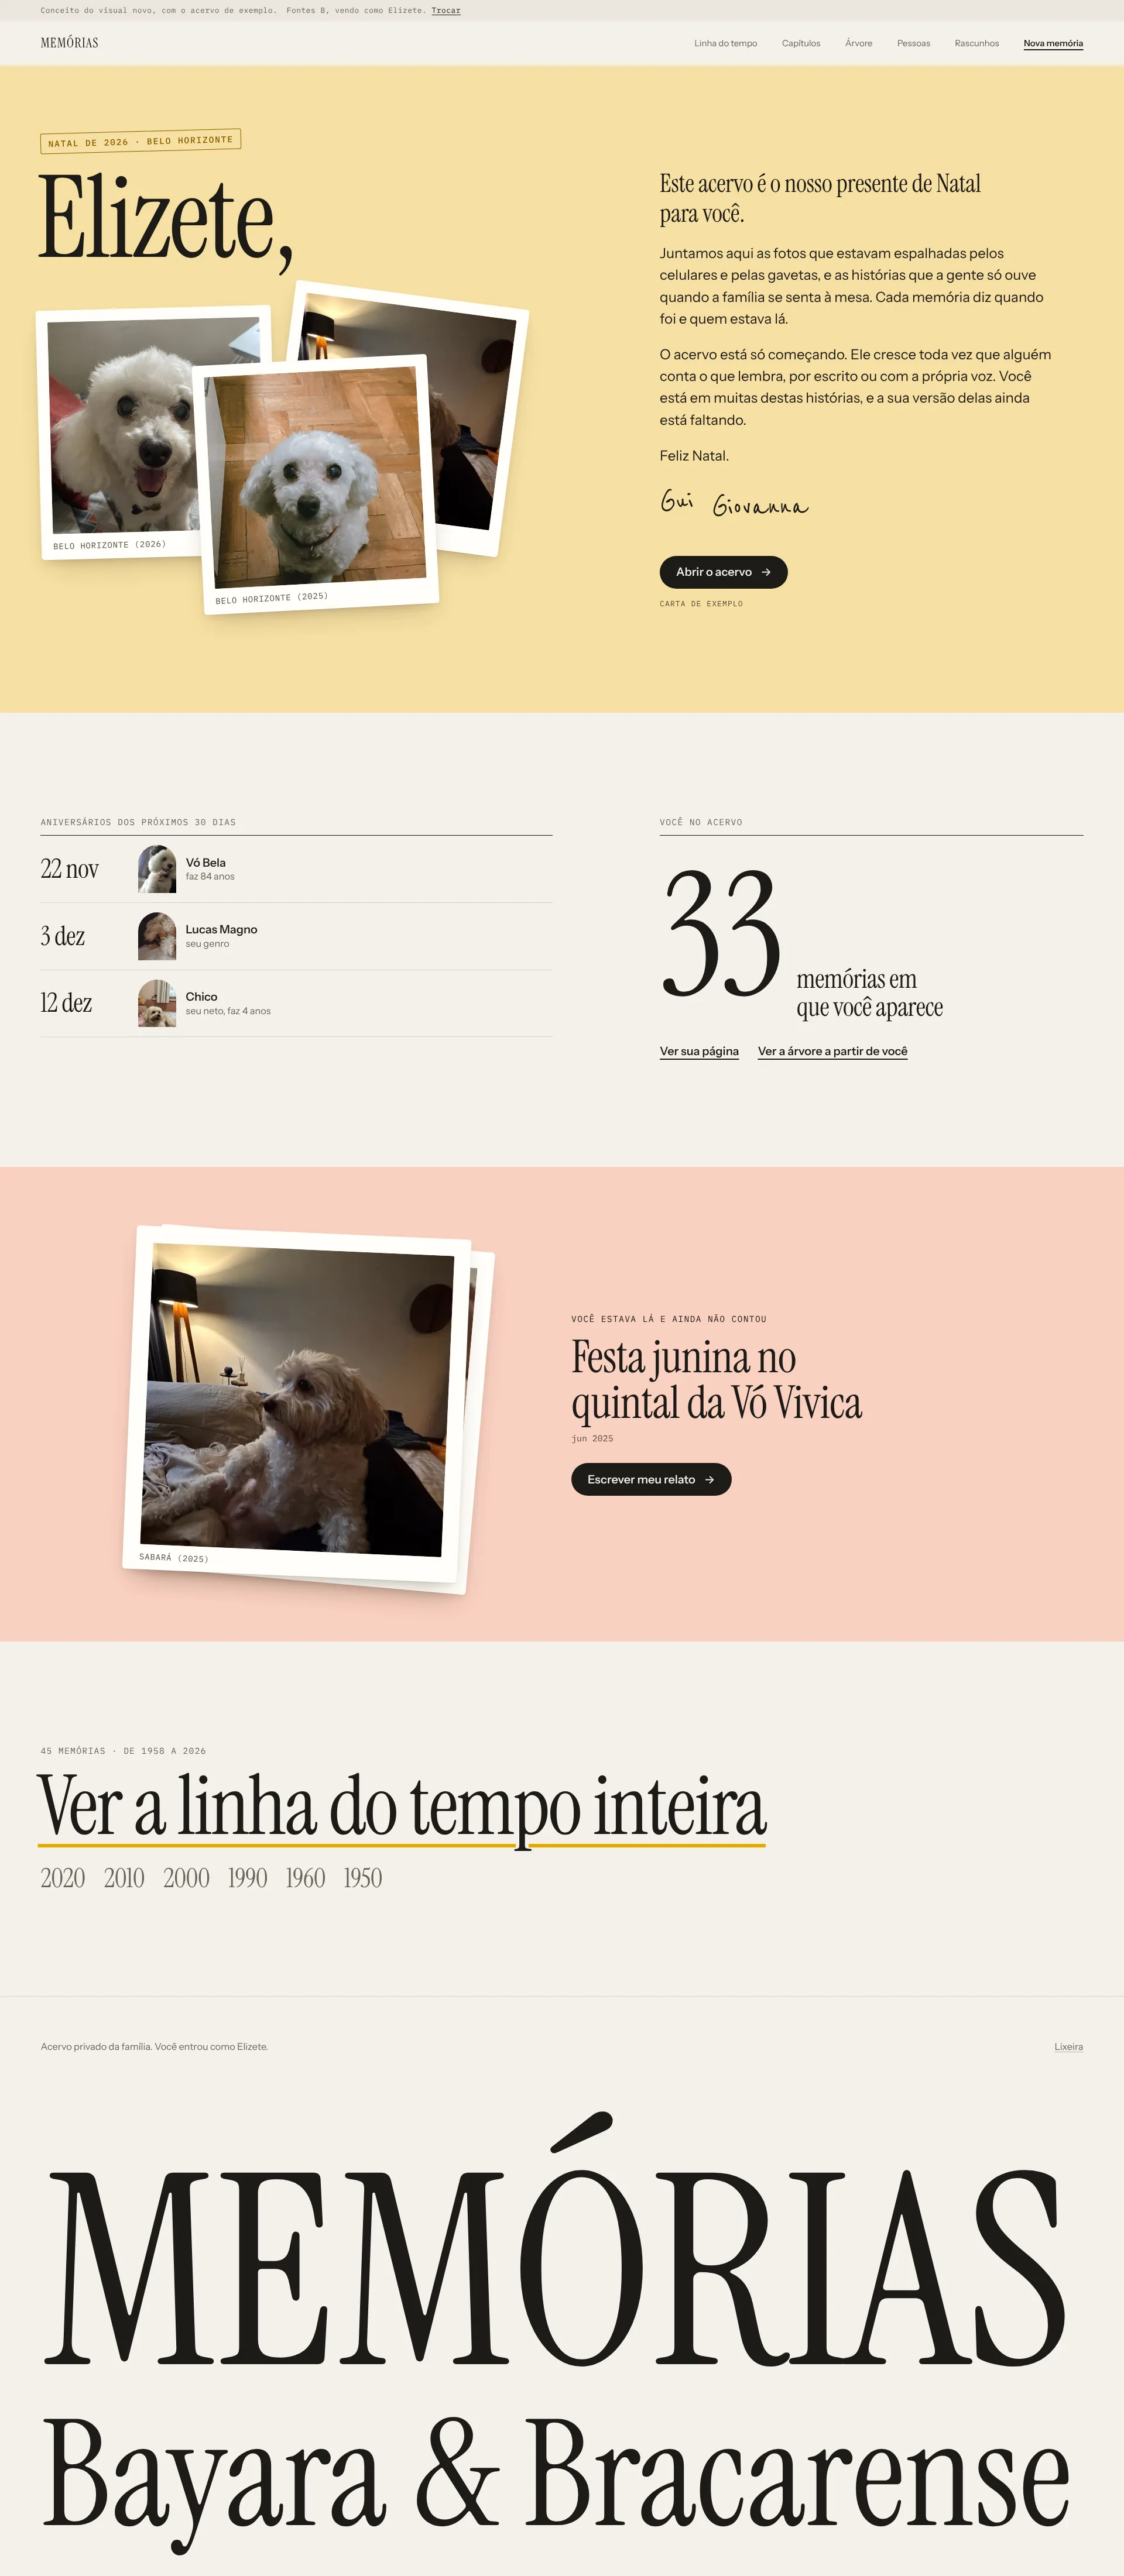 Conceito do visual novo, com o acervo de exemplo. Fontes B, vendo como Elizete. Trocar
MEMÓRIAS
Linha do tempo Capítulos Árvore Pessoas Rascunhos Nova memória
NATAL DE 2026 · BELO HORIZONTE
Elizete,
BELO HORIZONTE (2026)
BELO HORIZONTE (2025)
Este acervo é o nosso presente de Natal
para você.
Juntamos aqui as fotos que estavam espalhadas pelos
celulares e pelas gavetas, e as histórias que a gente só ouve
quando a família se senta à mesa. Cada memória diz quando
foi e quem estava lá.
O acervo está só começando. Ele cresce toda vez que alguém
conta o que lembra, por escrito ou com a própria voz. Você
está em muitas destas histórias, e a sua versão delas ainda
está faltando.
Feliz Natal.
Gui Giovanna
Abrir o acervo →
CARTA DE EXEMPLO
ANIVERSÁRIOS DOS PRÓXIMOS 30 DIAS
22 nov
Vó Bela
faz 84 anos
3 dez
Lucas Magno
seu genro
12 dez
Chico
seu neto, faz 4 anos
VOCÊ NO ACERVO
33
memórias em
que você aparece
Ver sua página Ver a árvore a partir de você
SABARÁ (2025)
VOCÊ ESTAVA LÁ E AINDA NÃO CONTOU
Festa junina no
quintal da Vó Vivica
jun 2025
Escrever meu relato →
45 MEMÓRIAS · DE 1958 A 2026
Ver a linha do tempo inteira
2020 2010 2000 1990 1960 1950
Acervo privado da família. Você entrou como Elizete.
Lixeira
MEMÓRIAS
Bayara & Bracarense